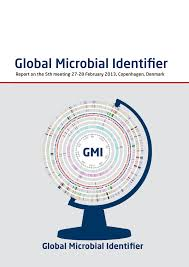 Global Microbial Identifier
Report on the 5th meeting 27-28 February 2013, Copenhagen, Denmark
GMI
Global Microbial Identifier